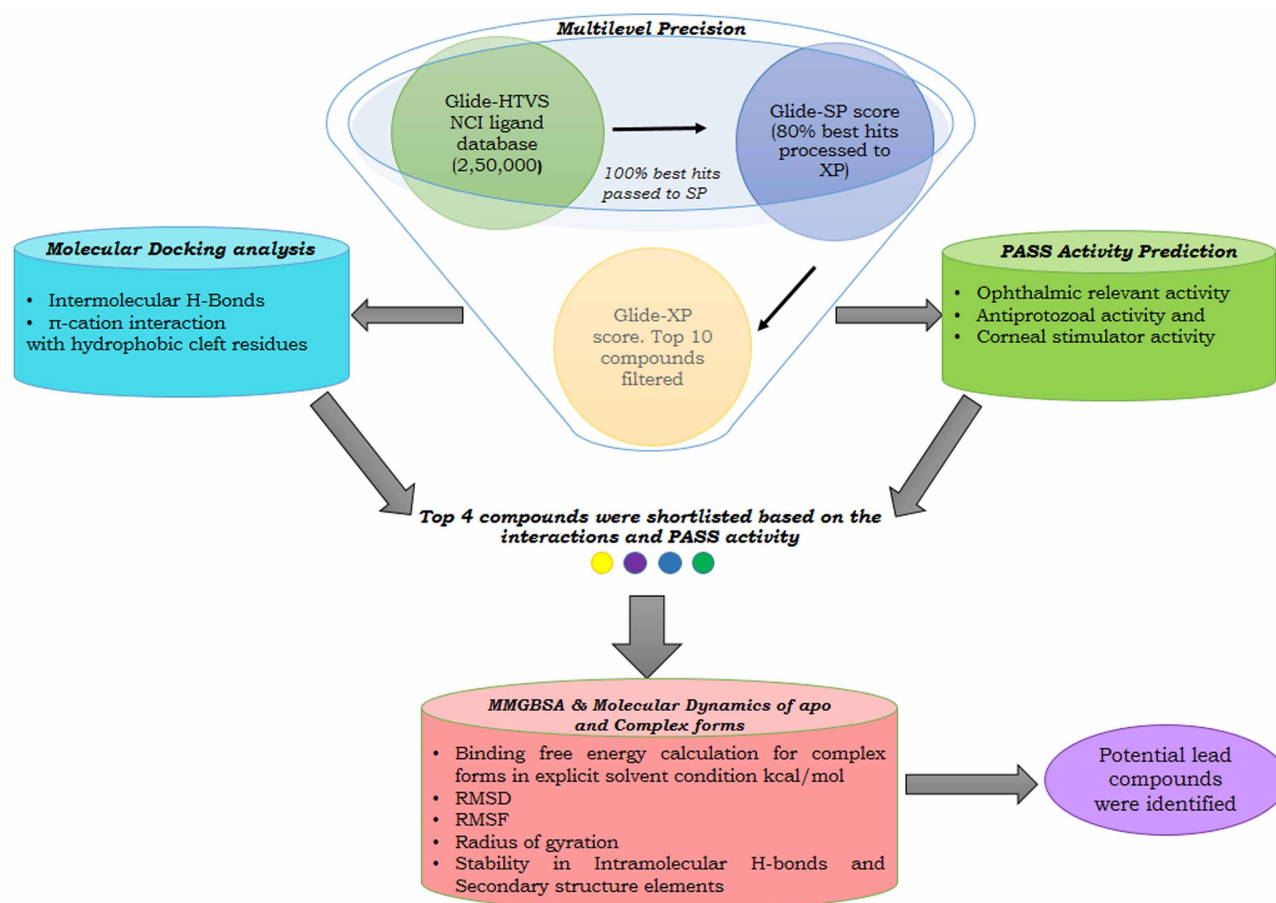 Multilevel Precision
Glide-HTVS
NCI ligand
database
(2,50,000)
100% best hits
passed to SP
Glide-SP score
(80% best hits
processed to
XP)
Glide-XP
score. Top 10
compounds
filtered
Molecular Docking analysis
• Intermolecular H-Bonds
• π-cation interaction
with hydrophobic cleft residues
PASS Activity Prediction
• Ophthalmic relevant activity
• Antiprotozoal activity and
• Corneal stimulator activity
Top 4 compounds were shortlisted based on the
interactions and PASS activity
MMGBSA & Molecular Dynamics of apo
and Complex forms
• Binding free energy calculation for complex
forms in explicit solvent condition kcal/mol
• RMSD
• RMSF
• Radius of gyration
• Stability in Intramolecular H-bonds and
Secondary structure elements
Potential lead
compounds
were identified